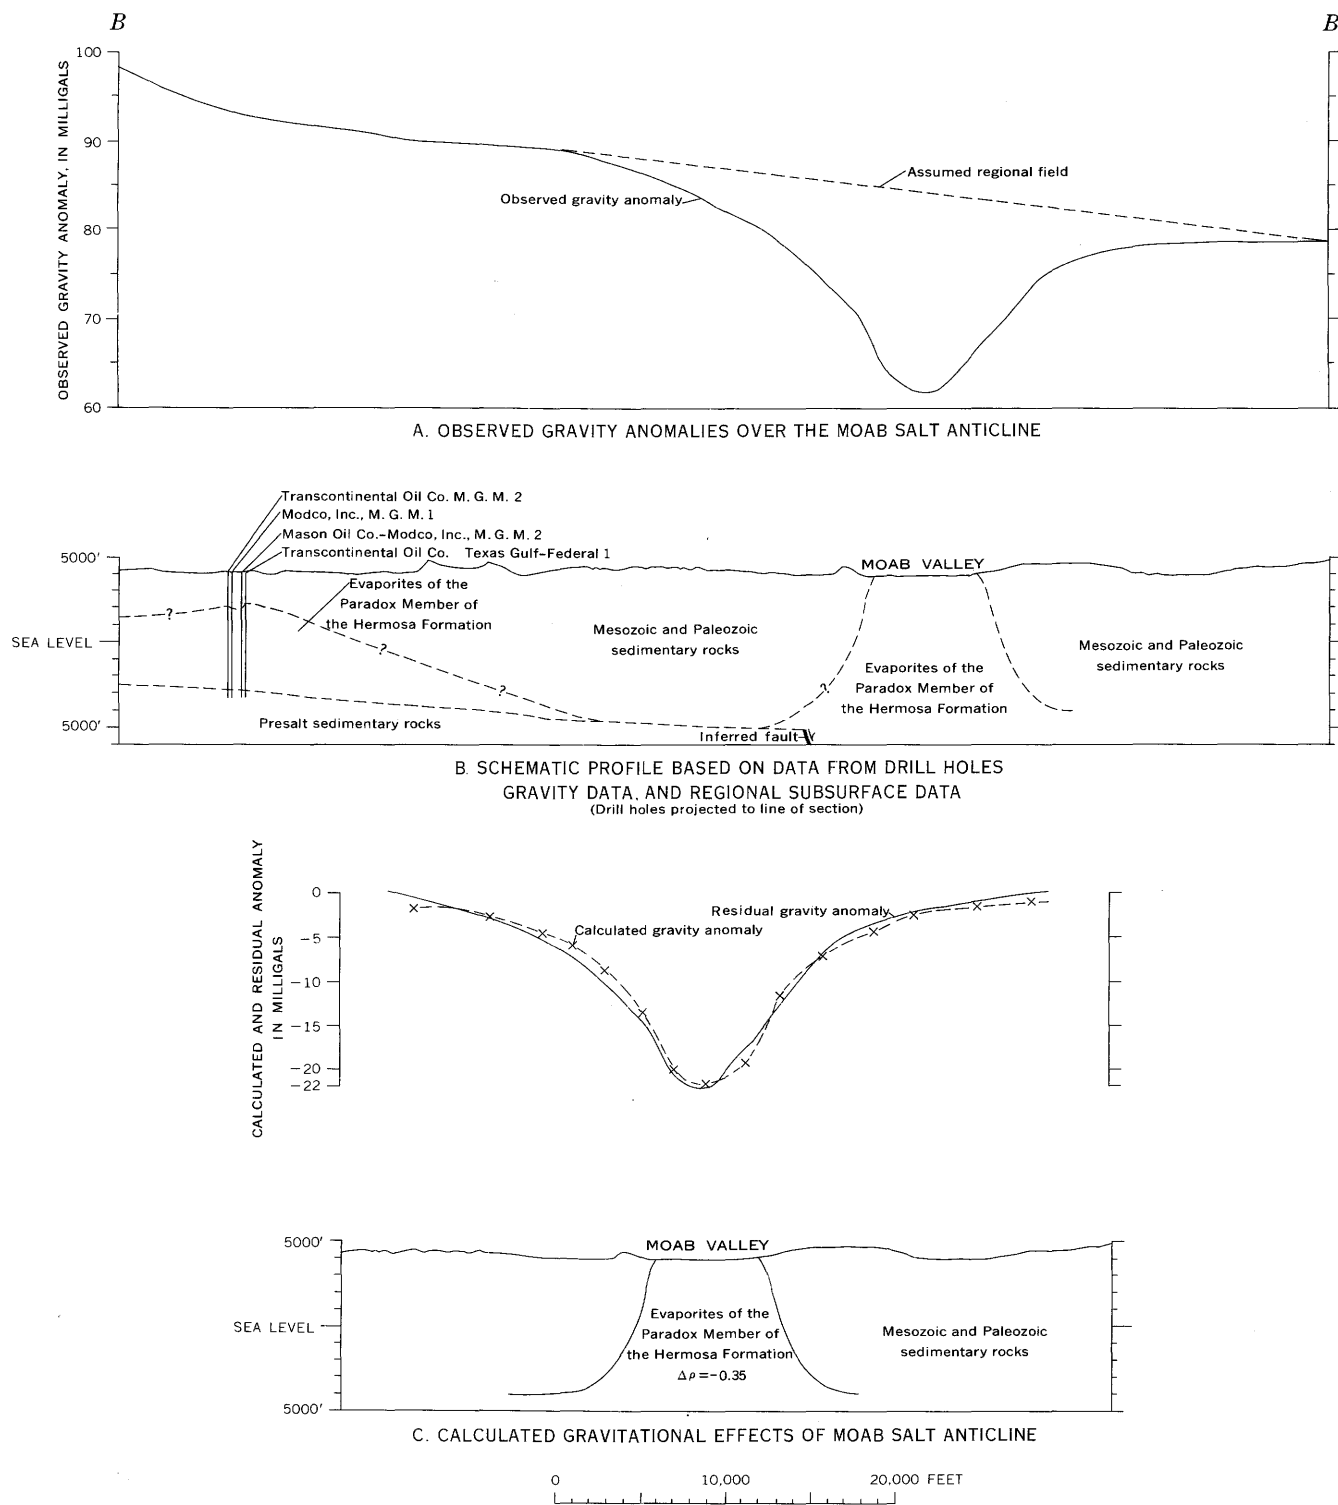 B
B
OBSERVED GRAVITY ANOMALY, IN MILLIGALS
100
90
80
70
60
Assumed regional field
Observed gravity anomaly
A. OBSERVED GRAVITY ANOMALIES OVER THE MOAB SALT ANTICLINE
Transcontinental Oil Co. M. G. M. 2
Modco, Inc., M. G. M. 1
Mason Oil Co.-Modco, Inc., M. G. M. 2
Transcontinental Oil Co. Texas Gulf-Federal 1
5000'
SEA LEVEL
5000'
MOAB VALLEY
Evaporites of the
Paradox Member of
the Hermosa Formation
?
?
?
?
Mesozoic and Paleozoic
sedimentary rocks
Evaporites of the
Paradox Member of
the Hermosa Formation
Mesozoic and Paleozoic
sedimentary rocks
Presalt sedimentary rocks
Inferred fault
B. SCHEMATIC PROFILE BASED ON DATA FROM DRILL HOLES
GRAVITY DATA, AND REGIONAL SUBSURFACE DATA
(Drill holes projected to line of section)
CALCULATED AND RESIDUAL ANOMALY
IN MILLIGALS
0
-5
-10
-15
-20
-22
Residual gravity anomaly
Calculated gravity anomaly
5000'
SEA LEVEL
5000'
MOAB VALLEY
Evaporites of the
Paradox Member of
the Hermosa Formation
Δρ=-0.35
Mesozoic and Paleozoic
sedimentary rocks
C. CALCULATED GRAVITATIONAL EFFECTS OF MOAB SALT ANTICLINE
0 10,000 20,000 FEET